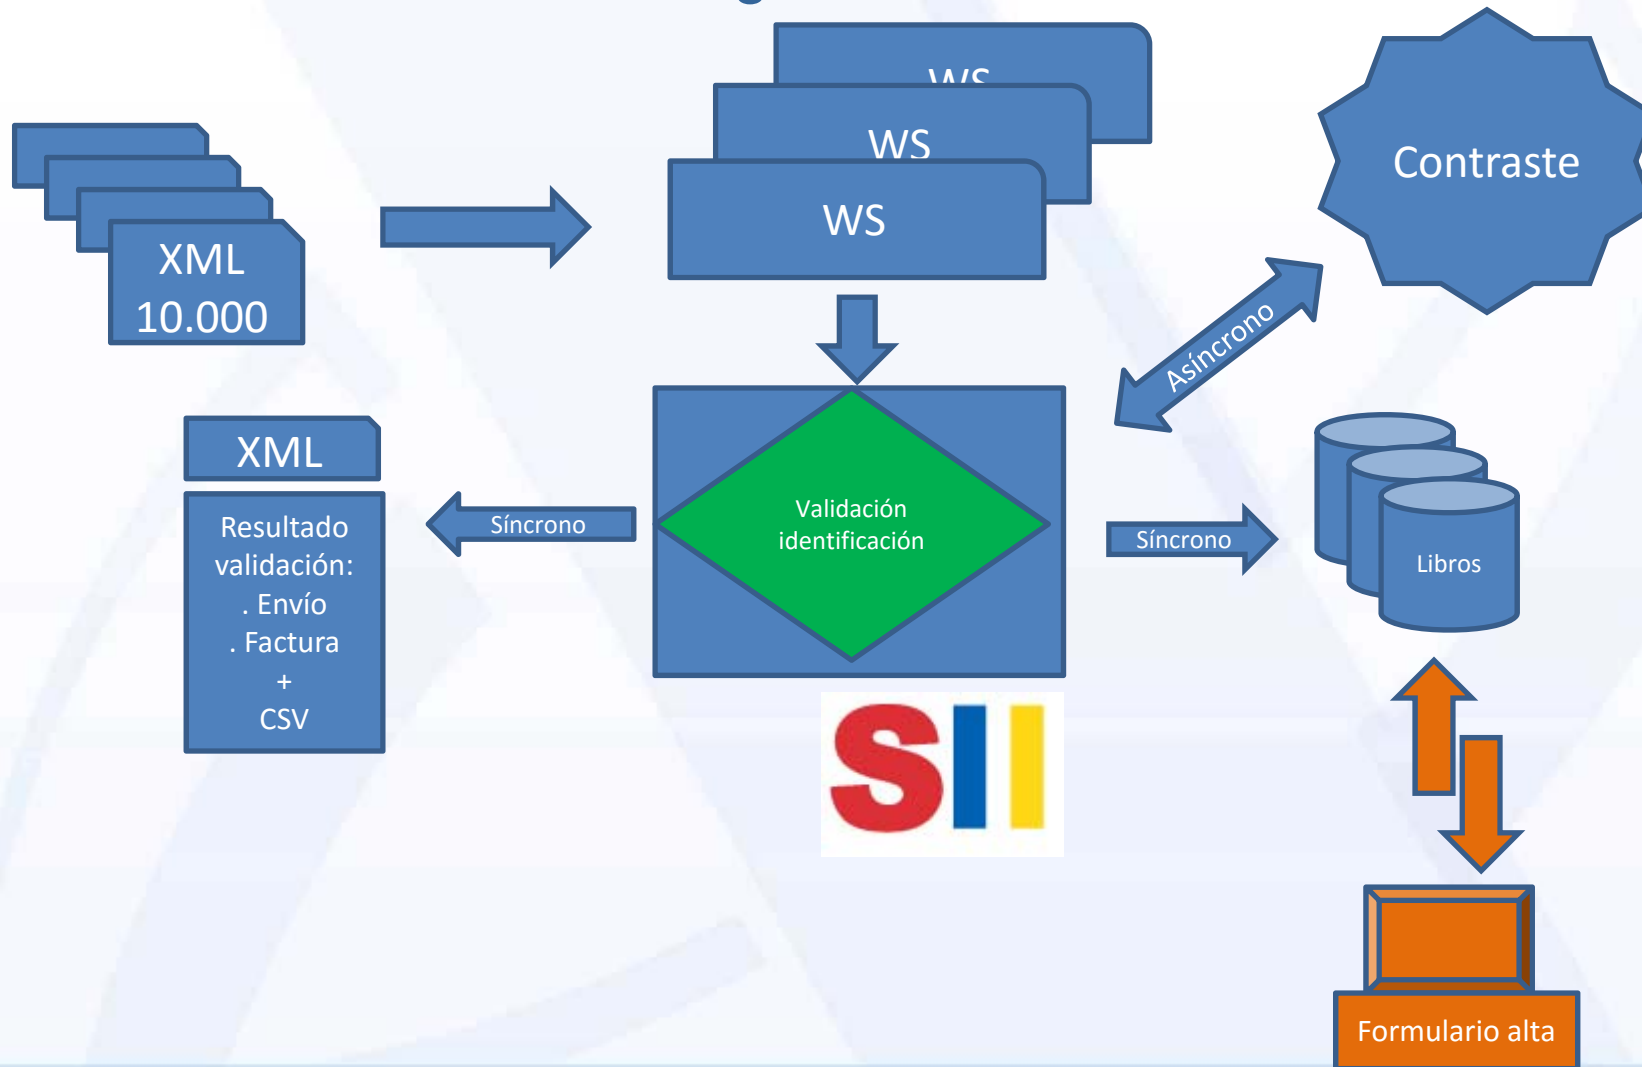 WS
WS
WS
Contraste
XML
10.000
Asíncrono
XML
Resultado
validación:
. Envío
. Factura
+
CSV
Síncrono
Validación
identificación
Síncrono
Libros
SII
Formulario alta